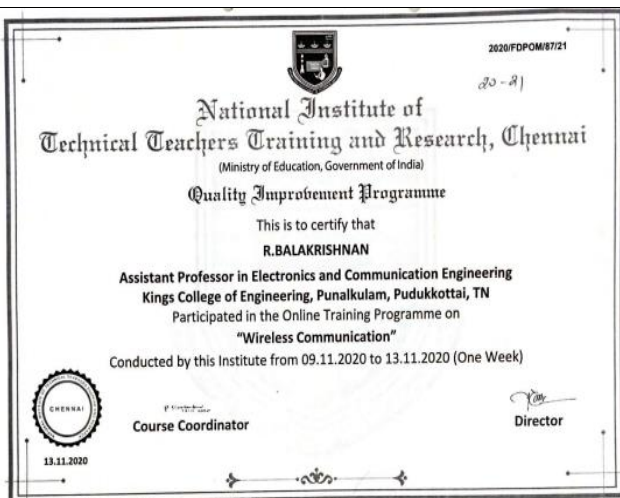 2020/FDPOM/87/21
20-21
National Institute of
Technical Teachers Training and Research, Chennai
(Ministry of Education, Government of India)
Quality Improvement Programme
This is to certify that
R.BALAKRISHNAN
Assistant Professor in Electronics and Communication Engineering
Kings College of Engineering, Punalkulam, Pudukkottai, TN
Participated in the Online Training Programme on
“Wireless Communication”
Conducted by this Institute from 09.11.2020 to 13.11.2020 (One Week)
CHENNAI
Course Coordinator
Director
13.11.2020